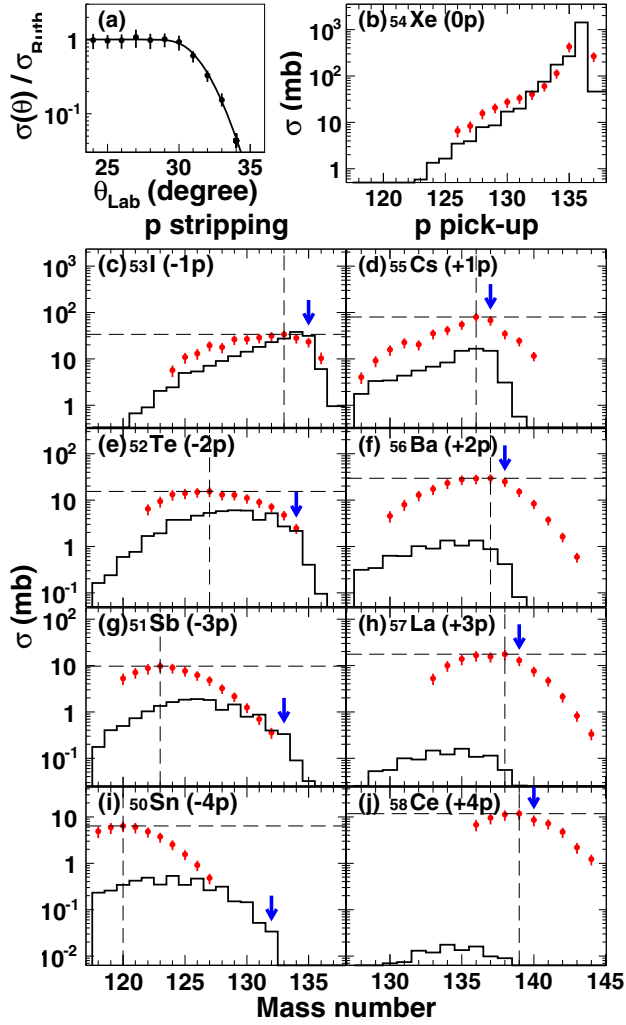 (a)
σ(θ) / σRuth
1
10⁻¹
25 30 35
θLab (degree)
(b) 54Xe (0p)
σ (mb)
10³
10²
10
1
120 125 130 135
p stripping p pick-up
(c) 53I (-1p)
(d) 55Cs (+1p)
10³
10²
10
1
(e) 52Te (-2p)
(f) 56Ba (+2p)
10²
10
1
10⁻¹
(g) 51Sb (-3p)
(h) 57La (+3p)
10²
10
1
10⁻¹
(i) 50Sn (-4p)
(j) 58Ce (+4p)
10
1
10⁻¹
10⁻²
σ (mb)
120 125 130 135 130 135 140 145
Mass number